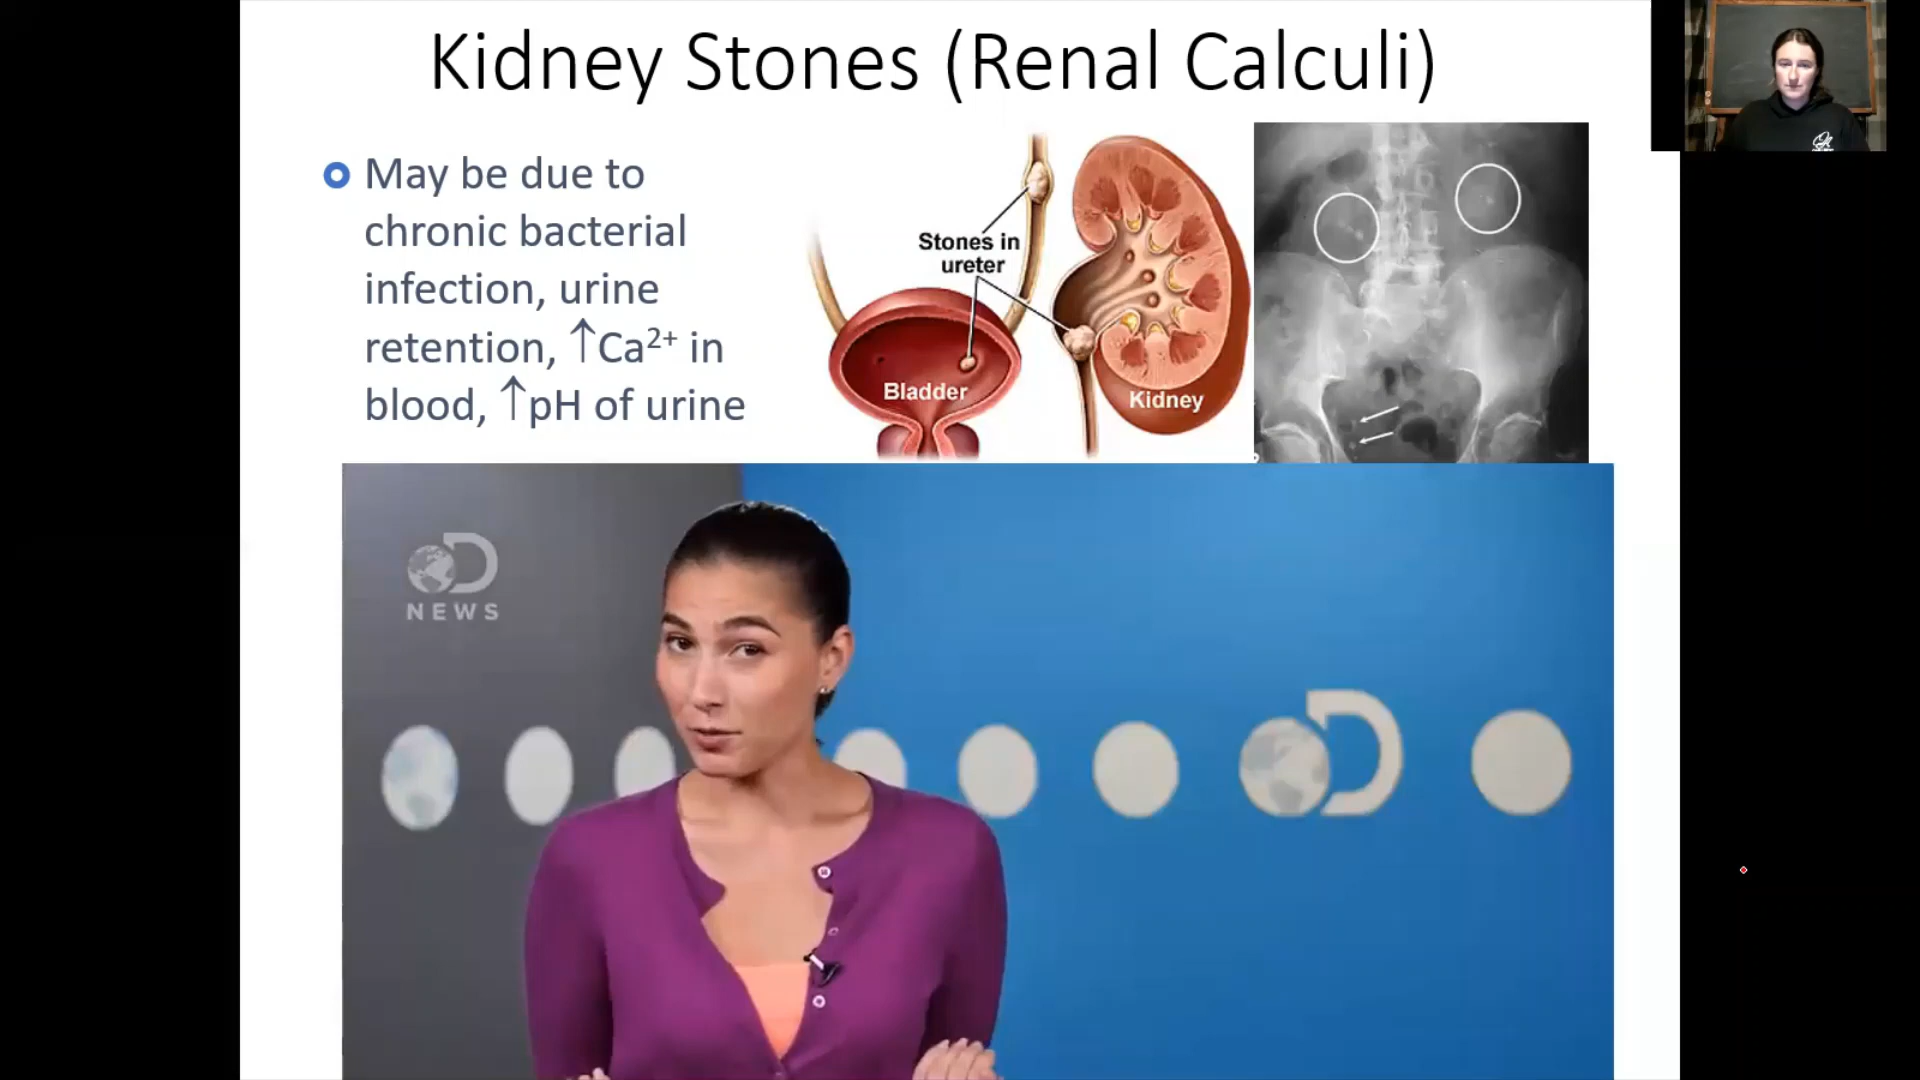 Kidney Stones (Renal Calculi)
May be due to
chronic bacterial
infection, urine
retention, ↑Ca²⁺ in
blood, ↑pH of urine
Stones in
ureter
Bladder
Kidney
D
NEWS
D